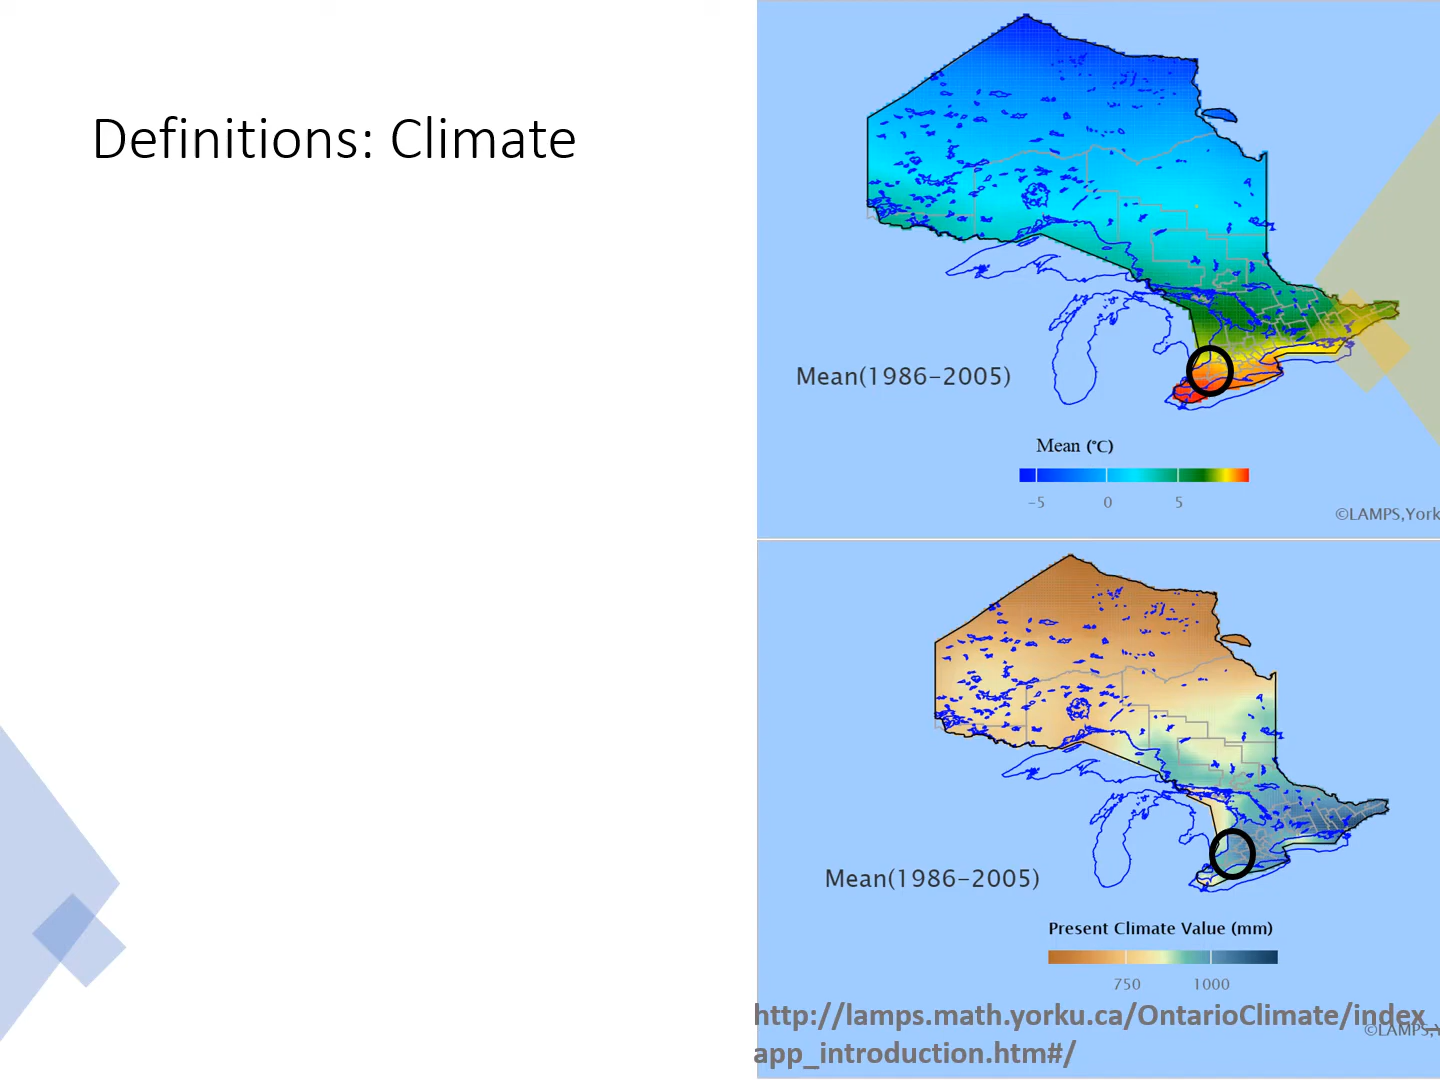 Definitions: Climate
Mean(1986-2005)
Mean (°C)
-5 0 5
©LAMPS,York
Mean(1986-2005)
Present Climate Value (mm)
750 1000
http://lamps.math.yorku.ca/OntarioClimate/index_
app_introduction.htm#/
©LAMPS,Y